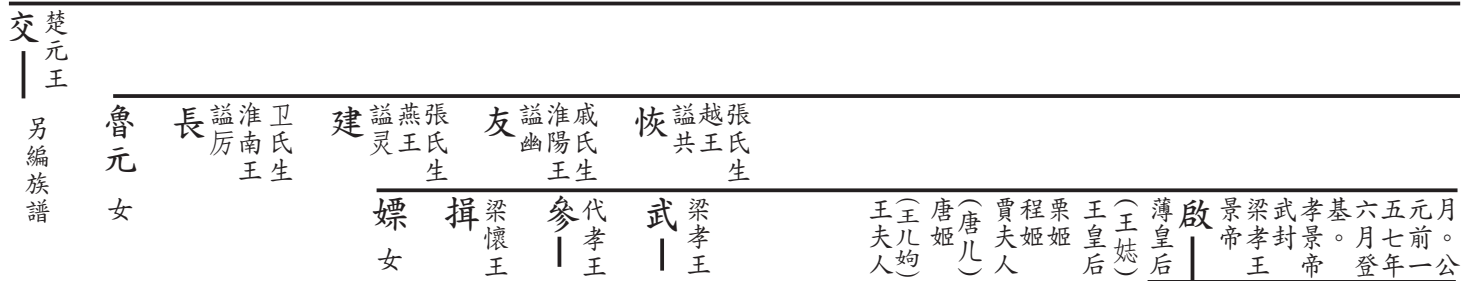 楚元王
交
另編族譜
張氏生
越王
謚共
恢
戚氏生
淮陽王
謚幽
友
張氏生
燕王
謚灵
建
卫氏生
淮南王
謚厉
長
魯元 女
月。公
元前一
五七年
六月登
基。
孝景帝
武封
梁孝王
景帝
啟
薄皇后
(王娡)
王皇后
栗姬
程姬
賈夫人
(唐儿)
唐姬
(王儿姁)
王夫人
梁孝王
武
代孝王
參
梁懷王
揖
嫖 女